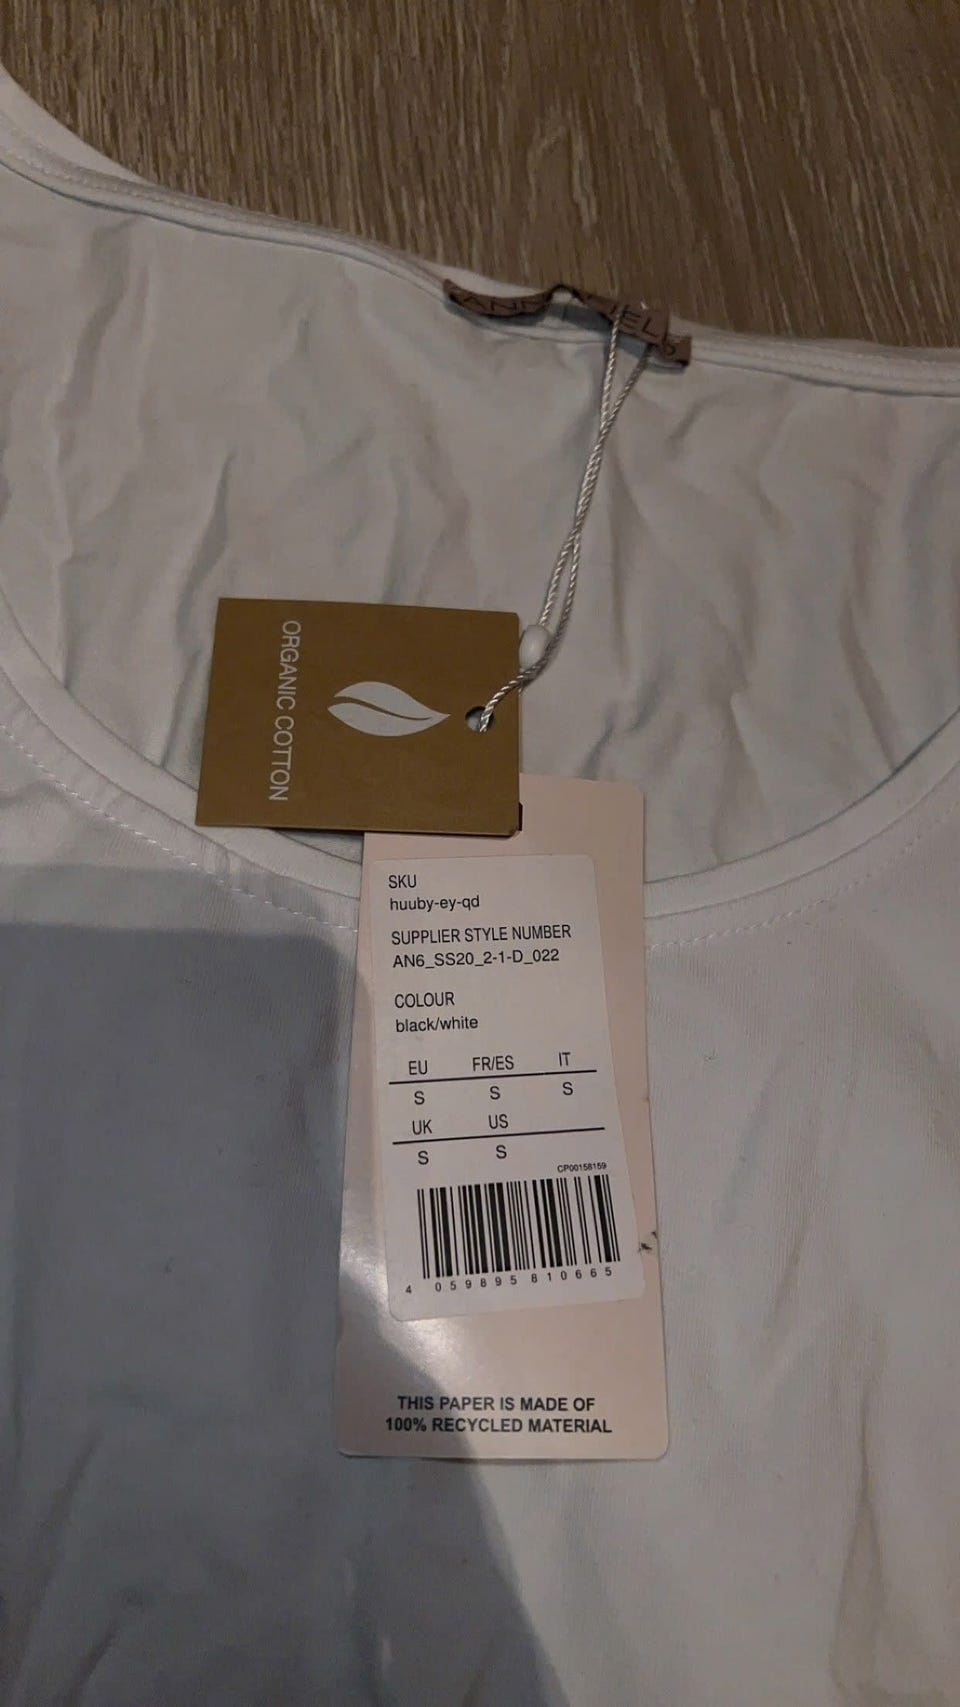 ORGANIC COTTON
SKU
huuby-ey-qd
SUPPLIER STYLE NUMBER
AN6_SS20_2-1-D_022
COLOUR
black/white
EU FR/ES IT
S S S
UK US
S S
CP00158159
4 059895 810665
THIS PAPER IS MADE OF
100% RECYCLED MATERIAL